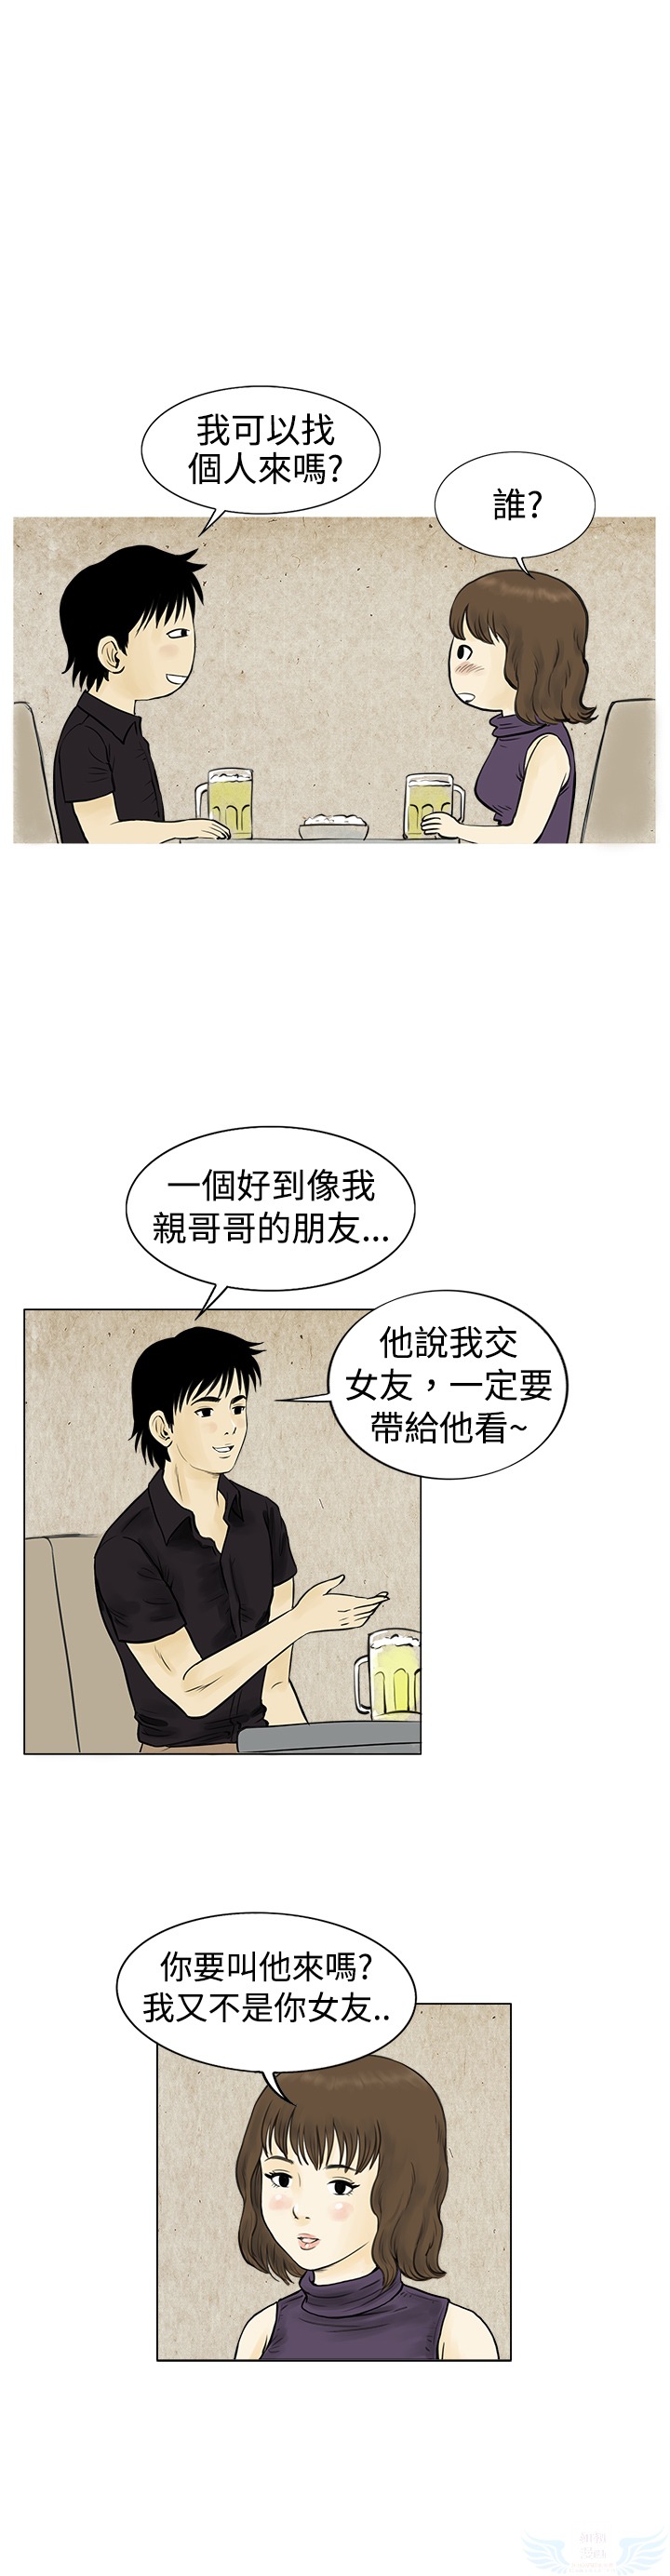 我可以找
個人來嗎?
誰?
一個好到像我
親哥哥的朋友...
他說我交
女友，一定要
帶給他看~
你要叫他來嗎?
我又不是你女友..